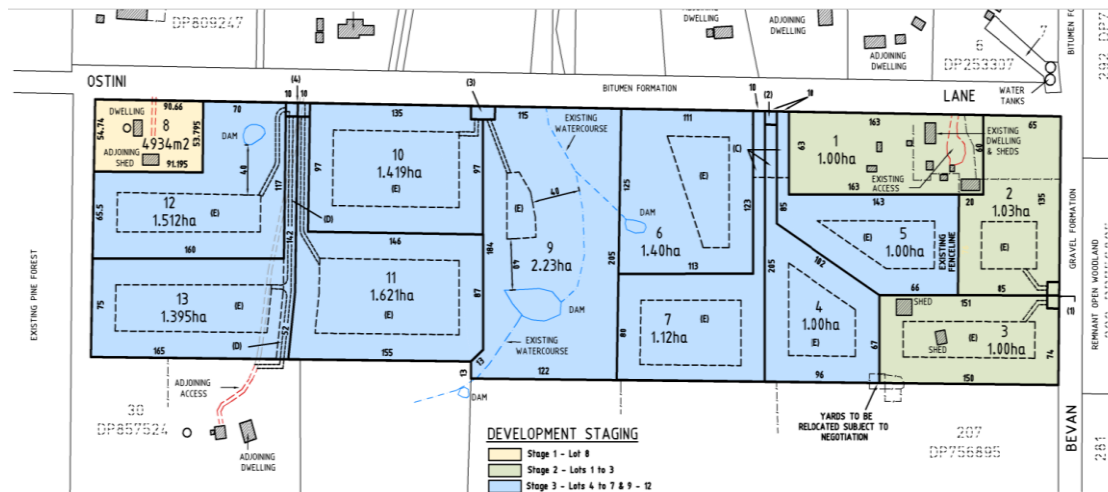 DP809247
ADJOINING
DWELLING
ADJOINING
DWELLING
ADJOINING
DWELLING
6
DP253307
7
WATER
TANKS
OSTINI
(4)
10
10
(3)
BITUMEN FORMATION
10
(2)
10
LANE
90.66
DWELLING
8
4934m2
54.74
53.795
ADJOINING
SHED
91.195
70
DAM
40
117
135
97
10
1.419ha
(E)
97
115
EXISTING
WATERCOURSE
40
(E)
111
125
(E)
123
(C)
63
163
1
1.00ha
163
EXISTING
ACCESS
60
EXISTING
DWELLING
& SHEDS
65
2
1.03ha
135
(E)
20
85
65.5
12
1.512ha
(E)
160
142
(D)
146
184
9
2.23ha
205
DAM
6
1.40ha
113
205
85
143
5
1.00ha
(E)
EXISTING
FENCELINE
182
66
GRAVEL FORMATION
REMNANT OPEN WOODLAND
EXISTING PINE FOREST
75
13
1.395ha
(E)
52
(D)
165
11
1.621ha
(E)
155
87
40
DAM
EXISTING
WATERCOURSE
13
13
122
80
7
1.12ha
(E)
4
1.00ha
(E)
96
67
151
SHED
(E)
3
1.00ha
SHED
150
74
(1)
ADJOINING
ACCESS
30
DP857524
ADJOINING
DWELLING
DAM
YARDS TO BE
RELOCATED SUBJECT TO
NEGOTIATION
207
DP756895
BEVAN
281
DEVELOPMENT STAGING
Stage 1 - Lot 8
Stage 2 - Lots 1 to 3
Stage 3 - Lots 4 to 7 & 9 - 12